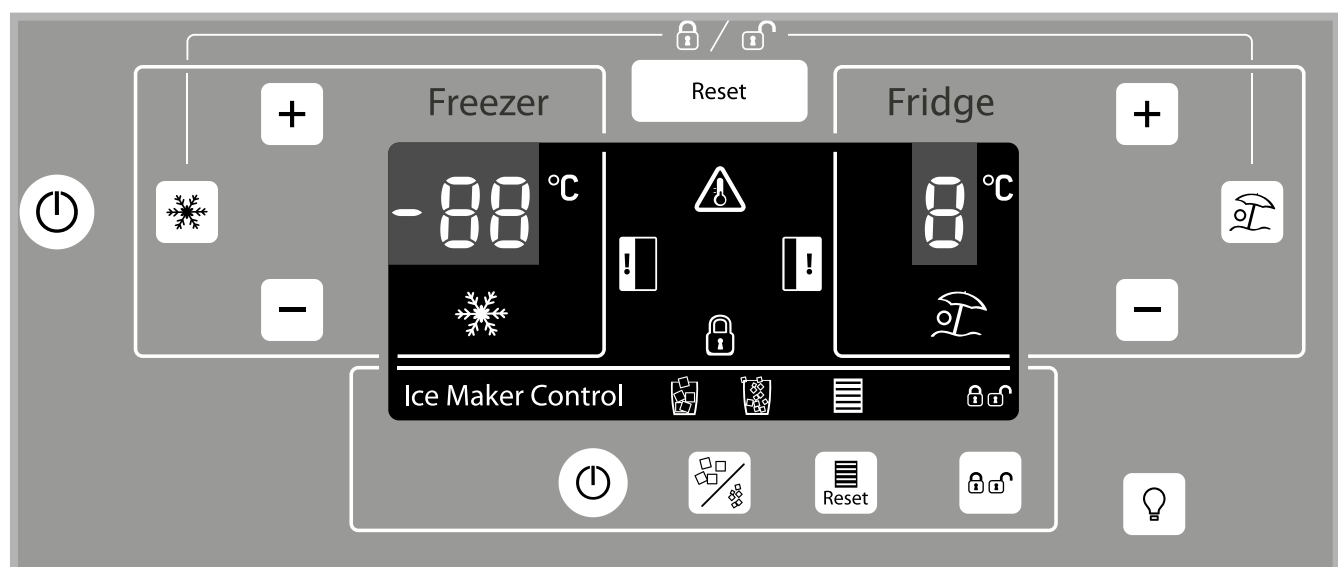 Reset
Freezer
Fridge
-88 °C
8 °C
Ice Maker Control
Reset